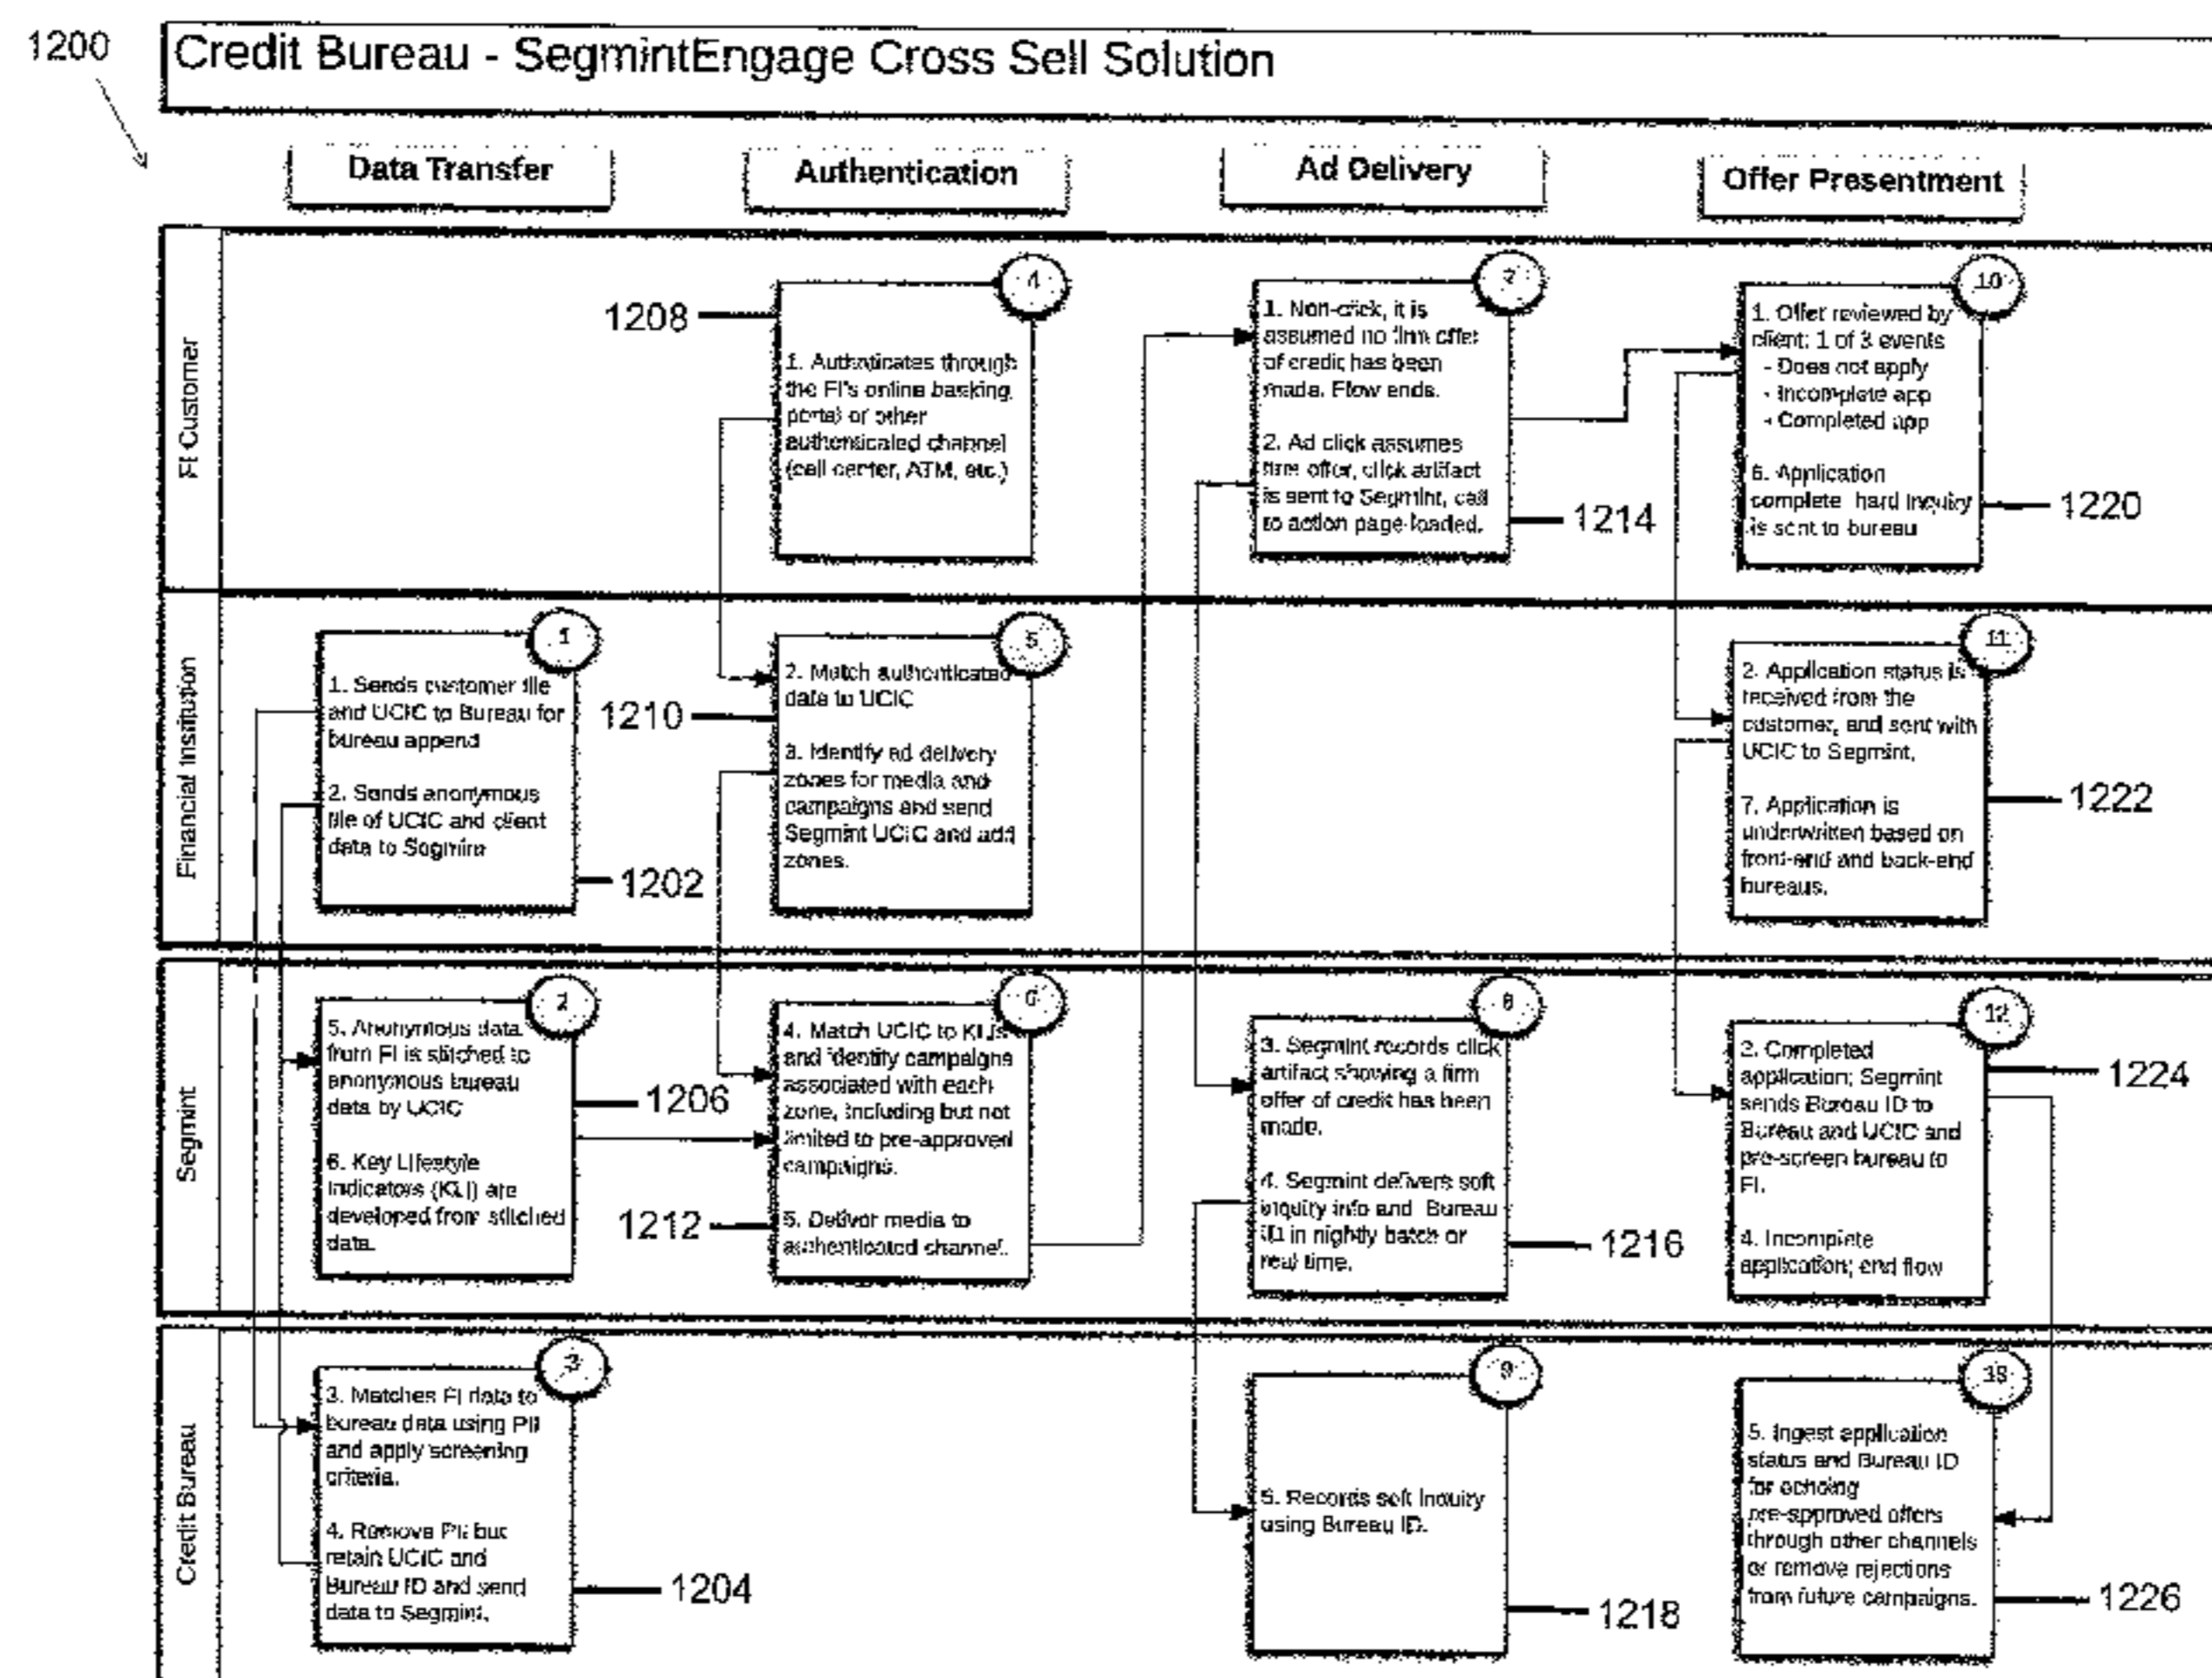 1200
Credit Bureau - SegmintEngage Cross Sell Solution
Data Transfer
Authentication
Ad Delivery
Offer Presentment
FI Customer
1208
4
1. Authenticates through
the FI's online banking
portal or other
authenticated channel
(call center, ATM, etc.)
1. Non-click, it is
assumed no firm offer
of credit has been
made. Flow ends.
2. Ad click assumes
firm offer, click artifact
is sent to Segmint, call
to action page loaded.
1214
10
1. Offer reviewed by
client: 1 of 3 events
- Does not apply
- Incomplete app
- Completed app
6. Application
complete hard inquiry
is sent to bureau
1220
Financial Institution
1
1. Sends customer file
and UCIC to Bureau for
bureau append
2. Sends anonymous
file of UCIC and client
data to Segmint
1202
1210
5
2. Match authenticated
data to UCIC
3. Identify ad delivery
zones for media and
campaigns and send
Segmint UCIC and add
zones.
11
2. Application status is
received from the
customer, and sent with
UCIC to Segmint.
7. Application is
underwritten based on
front-end and back-end
bureaus.
1222
Segmint
2
5. Anonymous data
from FI is stitched to
anonymous bureau
data by UCIC
6. Key Lifestyle
Indicators (KLI) are
developed from stitched
data.
1206
1212
6
4. Match UCIC to KLIs
and identify campaigns
associated with each
zone, including but not
limited to pre-approved
campaigns.
5. Deliver media to
authenticated channel.
8
3. Segmint records click
artifact showing a firm
offer of credit has been
made.
4. Segmint delivers soft
inquiry info and Bureau
ID in nightly batch or
real time.
1216
12
3. Completed
application; Segmint
sends Bureau ID to
Bureau and UCIC and
pre-screen bureau to
FI.
4. Incomplete
application; end flow
1224
Credit Bureau
3
3. Matches FI data to
bureau data using PII
and apply screening
criteria.
4. Remove PII but
retain UCIC and
Bureau ID and send
data to Segmint.
1204
9
5. Records soft Inquiry
using Bureau ID.
1218
13
5. Ingest application
status and Bureau ID
for echoing
pre-approved offers
through other channels
or remove rejections
from future campaigns.
1226